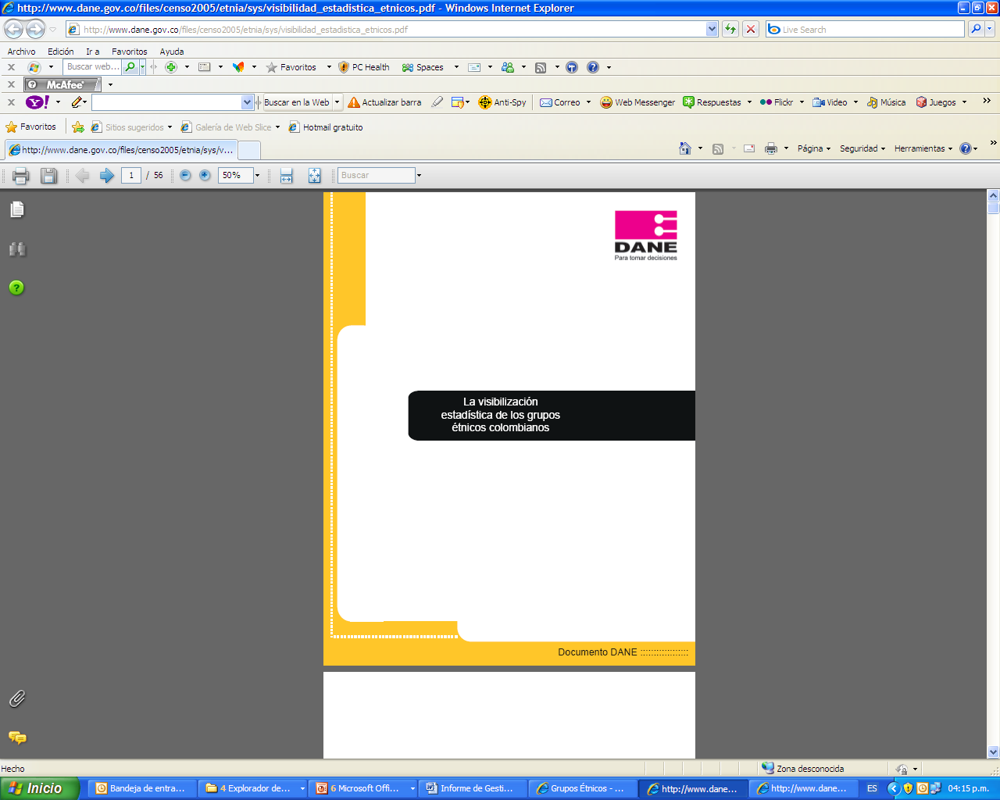 http://www.dane.gov.co/files/censo2005/etnia/sys/visibilidad_estadistica_etnicos.pdf - Windows Internet Explorer
http://www.dane.gov.co/files/censo2005/etnia/sys/visibilidad_estadistica_etnicos.pdf
Live Search
Archivo Edición Ir a Favoritos Ayuda
Buscar web... Favoritos PC Health Spaces
McAfee
Y! Buscar en la Web Actualizar barra Anti-Spy Correo Web Messenger Respuestas Flickr Video Música Juegos
Favoritos Sitios sugeridos Galería de Web Slice Hotmail gratuito
http://www.dane.gov.co/files/censo2005/etnia/sys/v... Página Seguridad Herramientas
1 / 56 50% Buscar
DANE
Para tomar decisiones
La visibilización
estadística de los grupos
étnicos colombianos
Documento DANE ::::::::::::::::::
Hecho Zona desconocida
Inicio Bandeja de entra... 4 Explorador de... 6 Microsoft Offi... Informe de Gesti... Grupos Étnicos - ... http://www.dane... http://www.dane... ES 04:15 p.m.